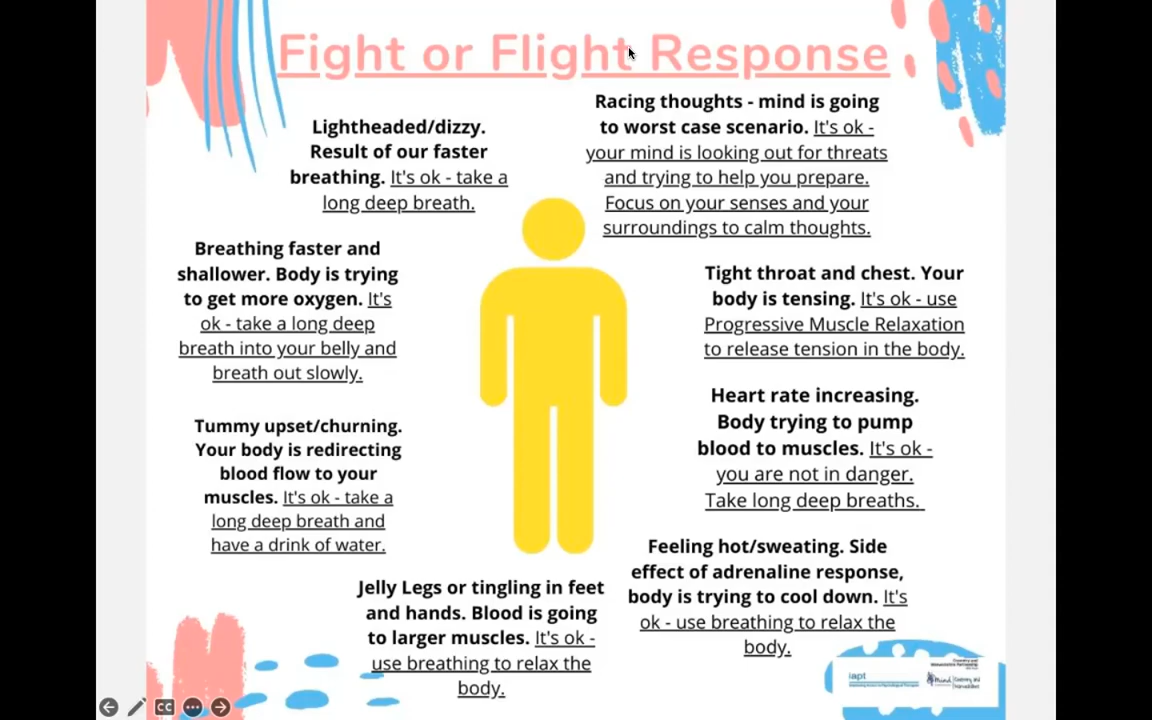 Fight or Flight Response
Lightheaded/dizzy.
Result of our faster
breathing. It's ok - take a
long deep breath.
Racing thoughts - mind is going
to worst case scenario. It's ok -
your mind is looking out for threats
and trying to help you prepare.
Focus on your senses and your
surroundings to calm thoughts.
Breathing faster and
shallower. Body is trying
to get more oxygen. It's
ok - take a long deep
breath into your belly and
breath out slowly.
Tight throat and chest. Your
body is tensing. It's ok - use
Progressive Muscle Relaxation
to release tension in the body.
Heart rate increasing.
Body trying to pump
blood to muscles. It's ok -
you are not in danger.
Take long deep breaths.
Tummy upset/churning.
Your body is redirecting
blood flow to your
muscles. It's ok - take a
long deep breath and
have a drink of water.
Feeling hot/sweating. Side
effect of adrenaline response,
body is trying to cool down. It's
ok - use breathing to relax the
body.
Jelly Legs or tingling in feet
and hands. Blood is going
to larger muscles. It's ok -
use breathing to relax the
body.
iapt
mind
CC